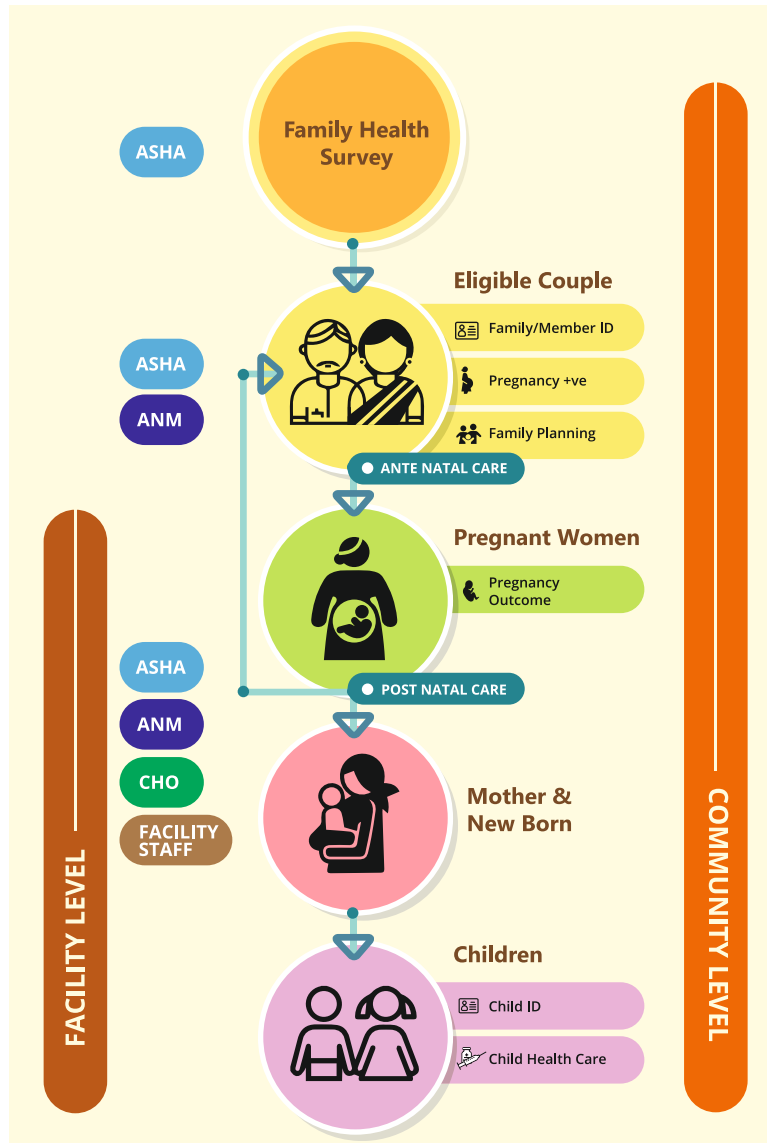 Family Health
Survey
ASHA
Eligible Couple
Family/Member ID
Pregnancy +ve
Family Planning
ASHA
ANM
ANTE NATAL CARE
Pregnant Women
Pregnancy
Outcome
POST NATAL CARE
ASHA
ANM
CHO
FACILITY
STAFF
Mother &
New Born
Children
Child ID
Child Health Care
FACILITY LEVEL
COMMUNITY LEVEL